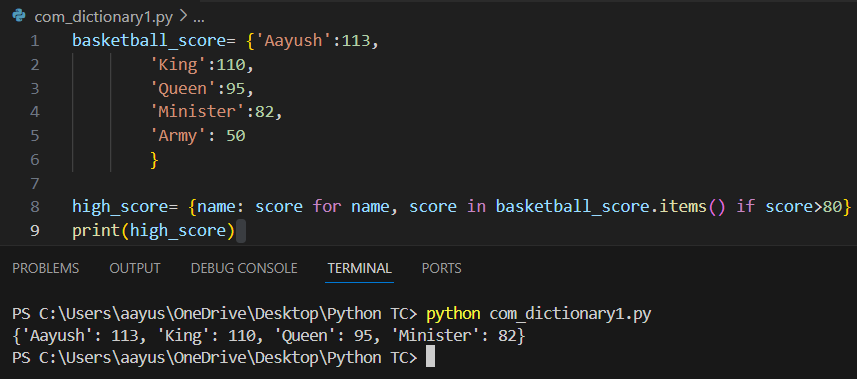 com_dictionary1.py > ...
1 basketball_score= {'Aayush':113,
2         'King':110,
3         'Queen':95,
4         'Minister':82,
5         'Army': 50
6         }
7
8 high_score= {name: score for name, score in basketball_score.items() if score>80}
9 print(high_score)
PROBLEMS OUTPUT DEBUG CONSOLE TERMINAL PORTS
PS C:\Users\aayus\OneDrive\Desktop\Python TC> python com_dictionary1.py
{'Aayush': 113, 'King': 110, 'Queen': 95, 'Minister': 82}
PS C:\Users\aayus\OneDrive\Desktop\Python TC>